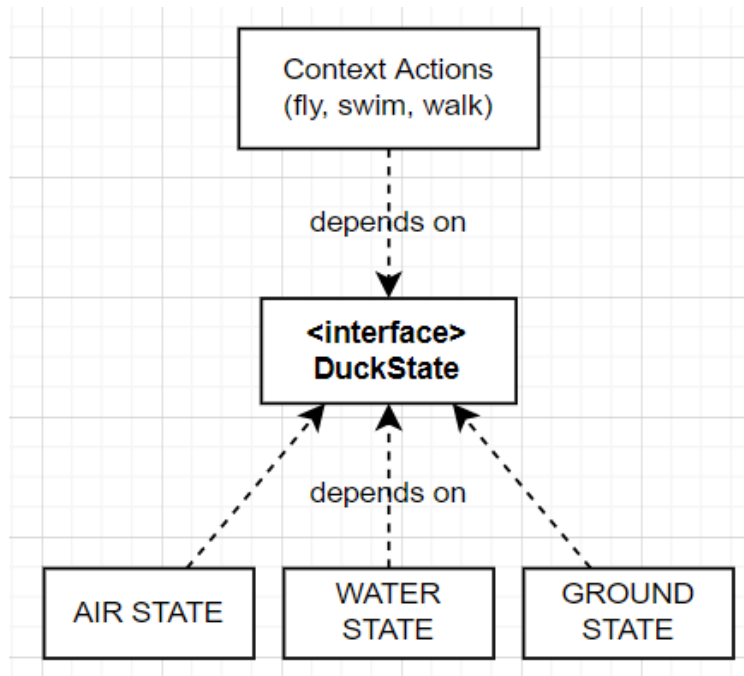 Context Actions
(fly, swim, walk)
depends on
<interface>
DuckState
depends on
AIR STATE
WATER
STATE
GROUND
STATE